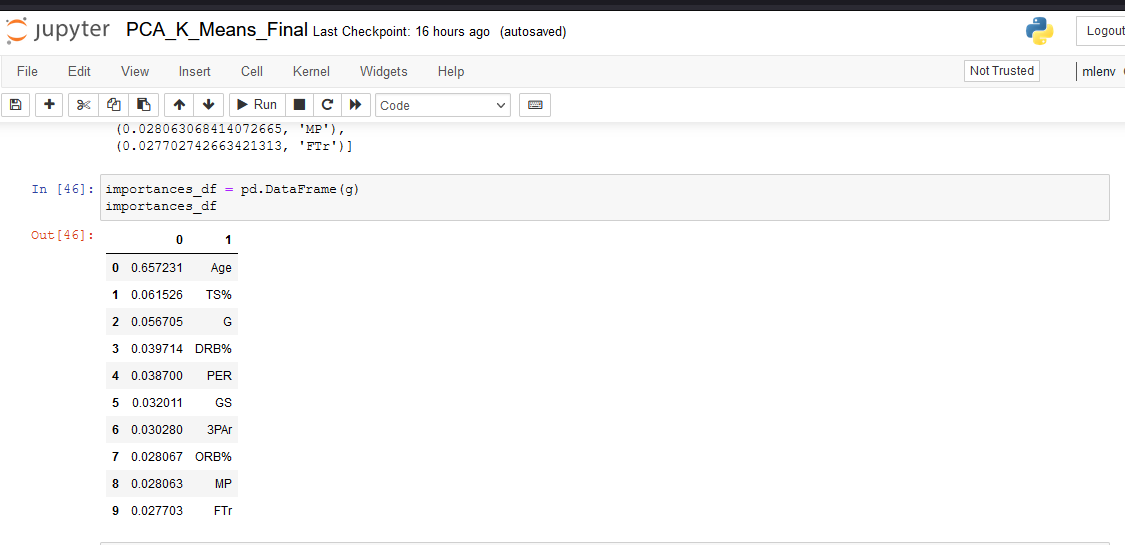 jupyter PCA_K_Means_Final Last Checkpoint: 16 hours ago (autosaved) Logout
File Edit View Insert Cell Kernel Widgets Help Not Trusted mlenv
Run Code
(0.028063068414072665, 'MP'),
(0.027702742663421313, 'FTr')]
In [46]: importances_df = pd.DataFrame(g)
importances_df
Out[46]:
0 1
0 0.657231 Age
1 0.061526 TS%
2 0.056705 G
3 0.039714 DRB%
4 0.038700 PER
5 0.032011 GS
6 0.030280 3PAr
7 0.028067 ORB%
8 0.028063 MP
9 0.027703 FTr